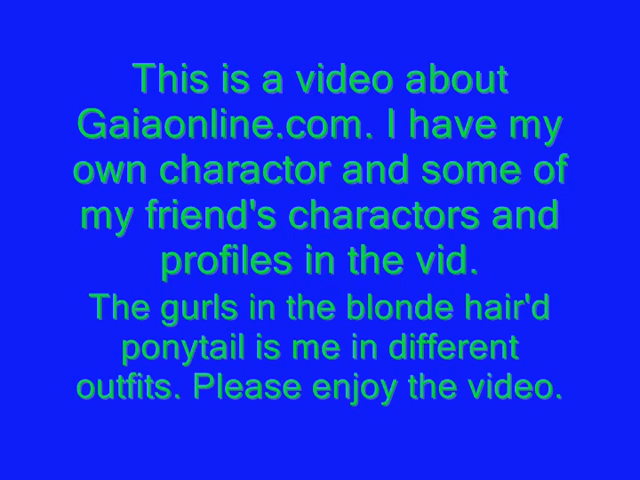 This is a video about
Gaiaonline.com. I have my
own charactor and some of
my friend's charactors and
profiles in the vid.
The gurls in the blonde hair'd
ponytail is me in different
outfits. Please enjoy the video.